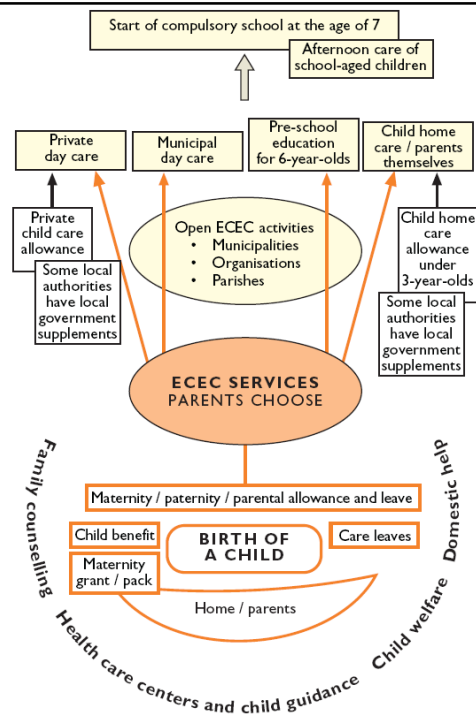 Start of compulsory school at the age of 7
Afternoon care of
school-aged children
Private
day care
Municipal
day care
Pre-school
education
for 6-year-olds
Child home
care / parents
themselves
Private
child care
allowance
Some local
authorities
have local
government
supplements
Open ECEC activities
• Municipalities
• Organisations
• Parishes
Child home
care
allowance
under
3-year-olds
Some local
authorities
have local
government
supplements
ECEC SERVICES
PARENTS CHOOSE
Maternity / paternity / parental allowance and leave
Child benefit
BIRTH OF
A CHILD
Care leaves
Maternity
grant / pack
Home / parents
Family counselling
Health care centers and child guidance
Child welfare
Domestic help